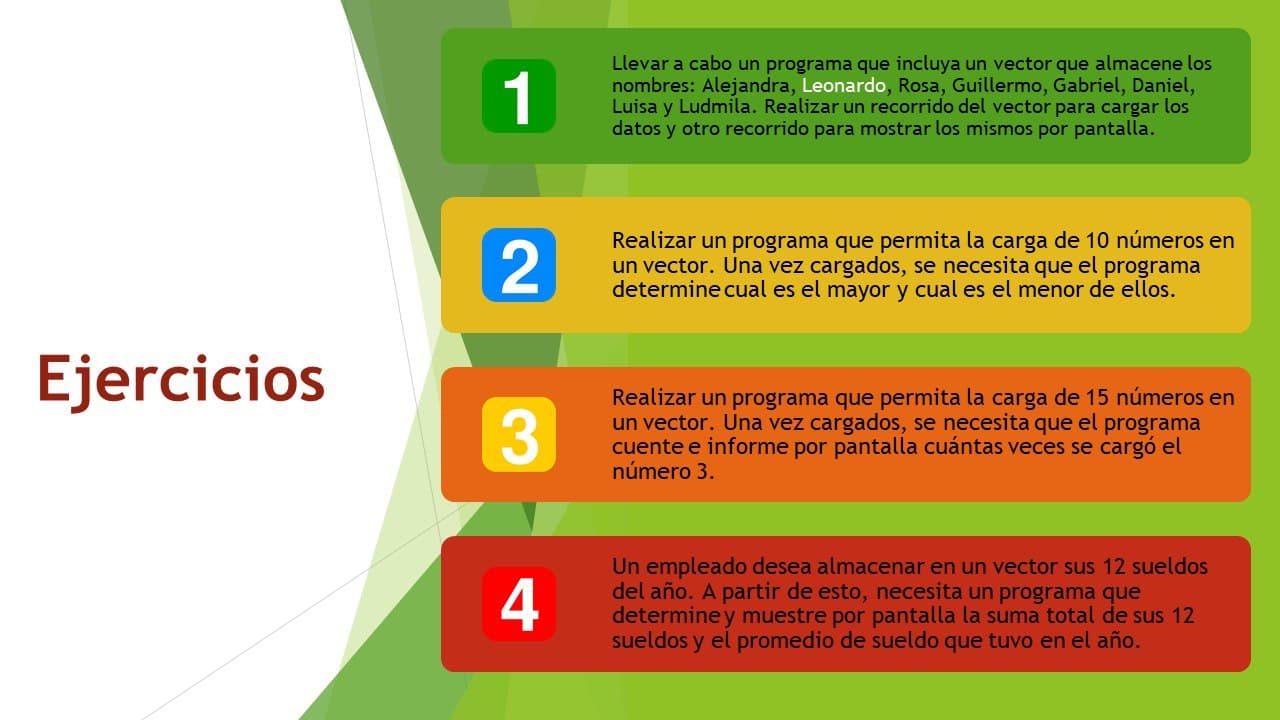 Ejercicios
1
Llevar a cabo un programa que incluya un vector que almacene los
nombres: Alejandra, Leonardo, Rosa, Guillermo, Gabriel, Daniel,
Luisa y Ludmila. Realizar un recorrido del vector para cargar los
datos y otro recorrido para mostrar los mismos por pantalla.
2
Realizar un programa que permita la carga de 10 números en
un vector. Una vez cargados, se necesita que el programa
determine cual es el mayor y cual es el menor de ellos.
3
Realizar un programa que permita la carga de 15 números en
un vector. Una vez cargados, se necesita que el programa
cuente e informe por pantalla cuántas veces se cargó el
número 3.
4
Un empleado desea almacenar en un vector sus 12 sueldos
del año. A partir de esto, necesita un programa que
determine y muestre por pantalla la suma total de sus 12
sueldos y el promedio de sueldo que tuvo en el año.